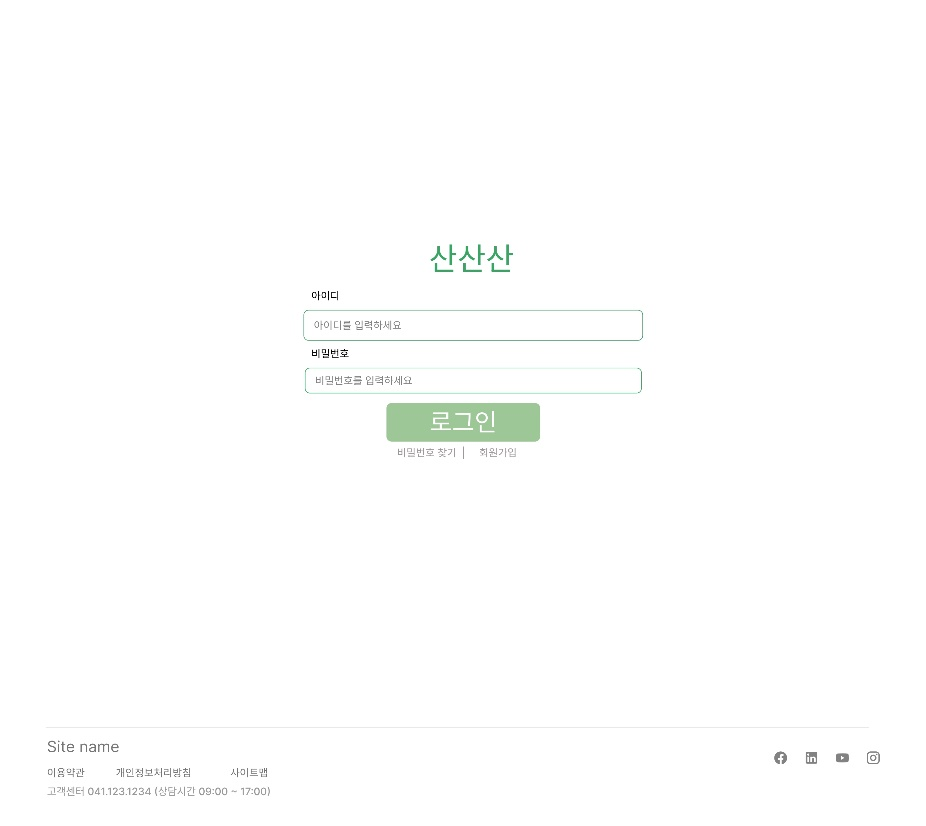 산산산
아이디
아이디를 입력하세요
비밀번호
비밀번호를 입력하세요
로그인
비밀번호 찾기 | 회원가입
Site name
이용약관 개인정보처리방침 사이트맵
고객센터 041.123.1234 (상담시간 09:00 ~ 17:00)